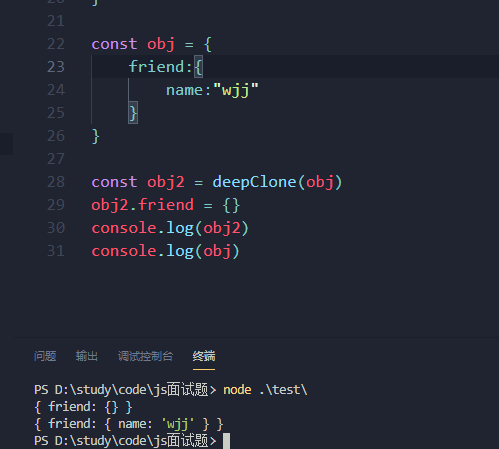 20 }
21
22 const obj = {
23 friend:{
24 name:"wjj"
25 }
26 }
27
28 const obj2 = deepClone(obj)
29 obj2.friend = {}
30 console.log(obj2)
31 console.log(obj)
问题 输出 调试控制台 终端
PS D:\study\code\js面试题> node .\test\
{ friend: {} }
{ friend: { name: 'wjj' } }
PS D:\study\code\js面试题>